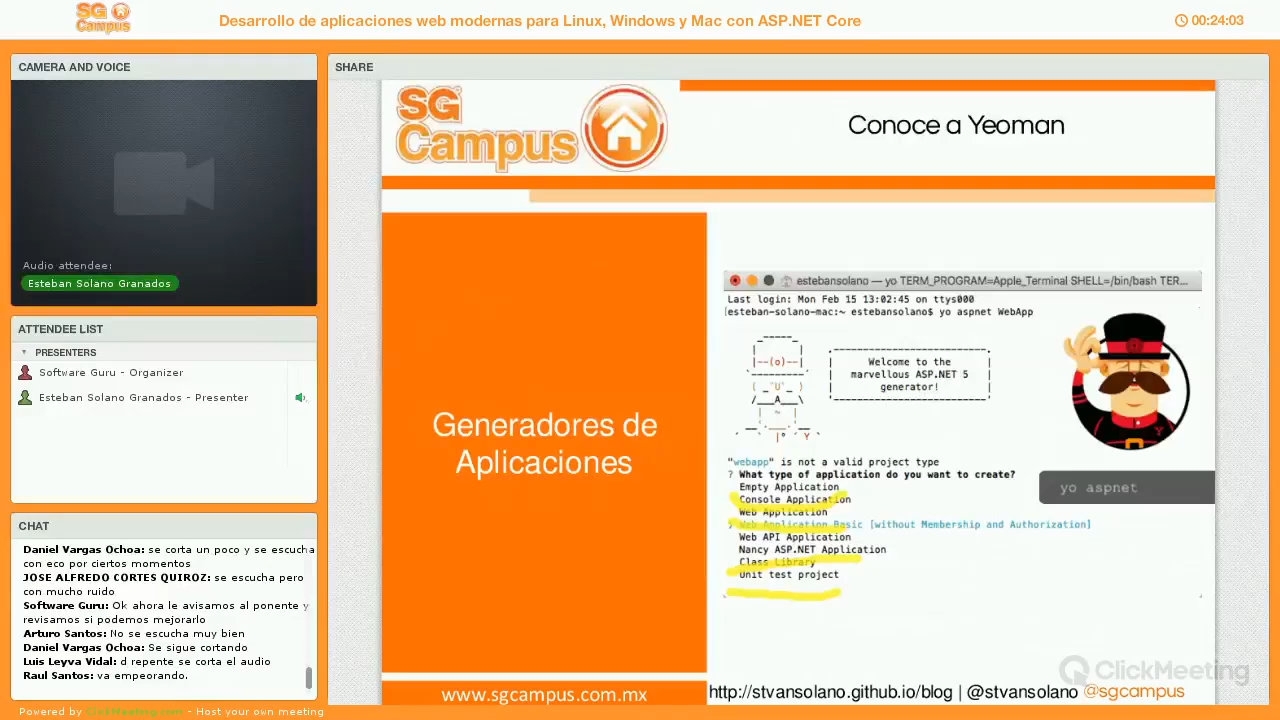 SG Campus
Desarrollo de aplicaciones web modernas para Linux, Windows y Mac con ASP.NET Core
00:24:03
CAMERA AND VOICE
Audio attendee:
Esteban Solano Granados
ATTENDEE LIST
PRESENTERS
Software Guru - Organizer
Esteban Solano Granados - Presenter
CHAT
Daniel Vargas Ochoa: se corta un poco y se escucha
con eco por ciertos momentos
JOSE ALFREDO CORTES QUIROZ: se escucha pero
con mucho ruido
Software Guru: Ok ahora le avisamos al ponente y
revisamos si podemos mejorarlo
Arturo Santos: No se escucha muy bien
Daniel Vargas Ochoa: Se sigue cortando
Luis Leyva Vidal: d repente se corta el audio
Raul Santos: va empeorando.
Powered by ClickMeeting.com - Host your own meeting
SHARE
SG
Campus
Conoce a Yeoman
Generadores de
Aplicaciones
estebansolano — yo TERM_PROGRAM=Apple_Terminal SHELL=/bin/bash TER...
Last login: Mon Feb 15 13:02:45 on ttys000
[esteban-solano-mac:~ estebansolano$ yo aspnet WebApp
Welcome to the
marvellous ASP.NET 5
generator!
"webapp" is not a valid project type
? What type of application do you want to create?
Empty Application
Console Application
Web Application
Web Application Basic [without Membership and Authorization]
Web API Application
Nancy ASP.NET Application
Class Library
Unit test project
yo aspnet
ClickMeeting
www.sgcampus.com.mx
http://stvansolano.github.io/blog | @stvansolano @sgcampus